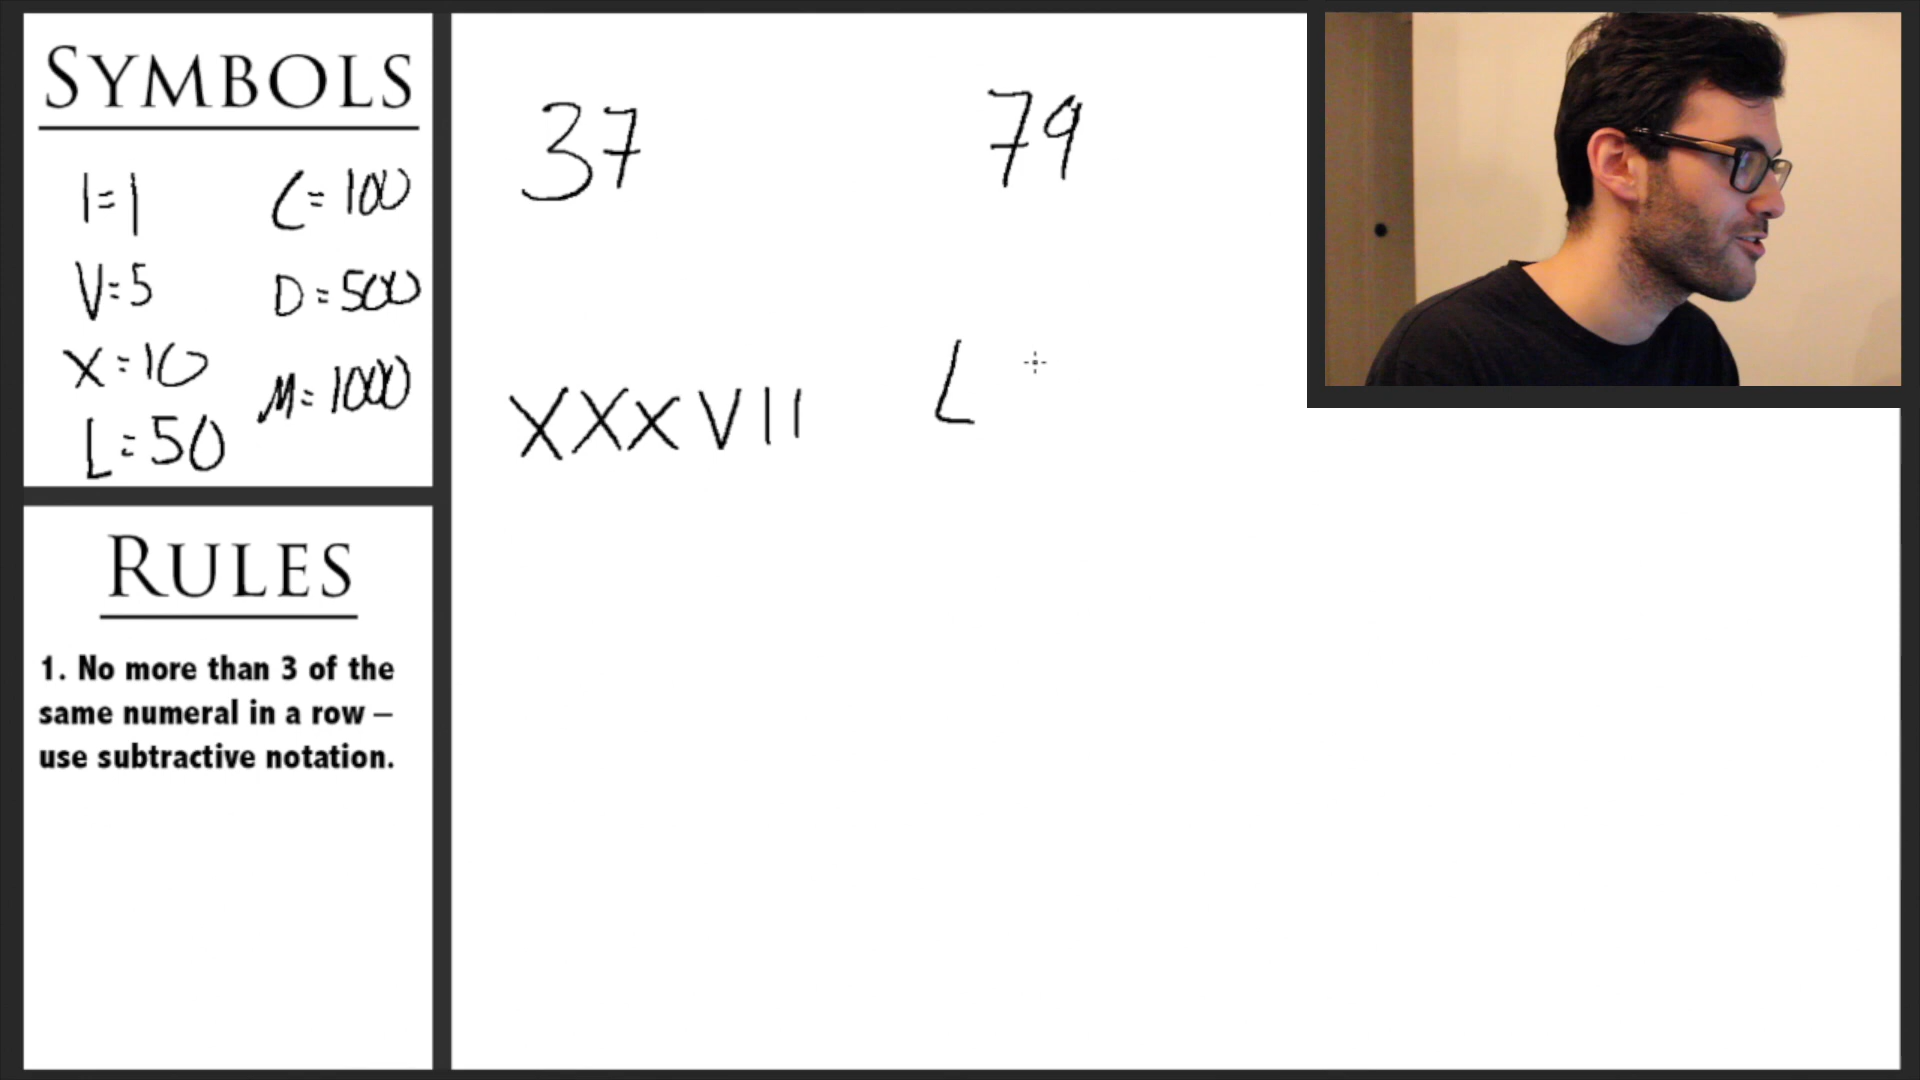 SYMBOLS
I=1 C=100
V=5 D=500
X=10 M=1000
L=50
RULES
1. No more than 3 of the
same numeral in a row –
use subtractive notation.
37 79
XXXVII L